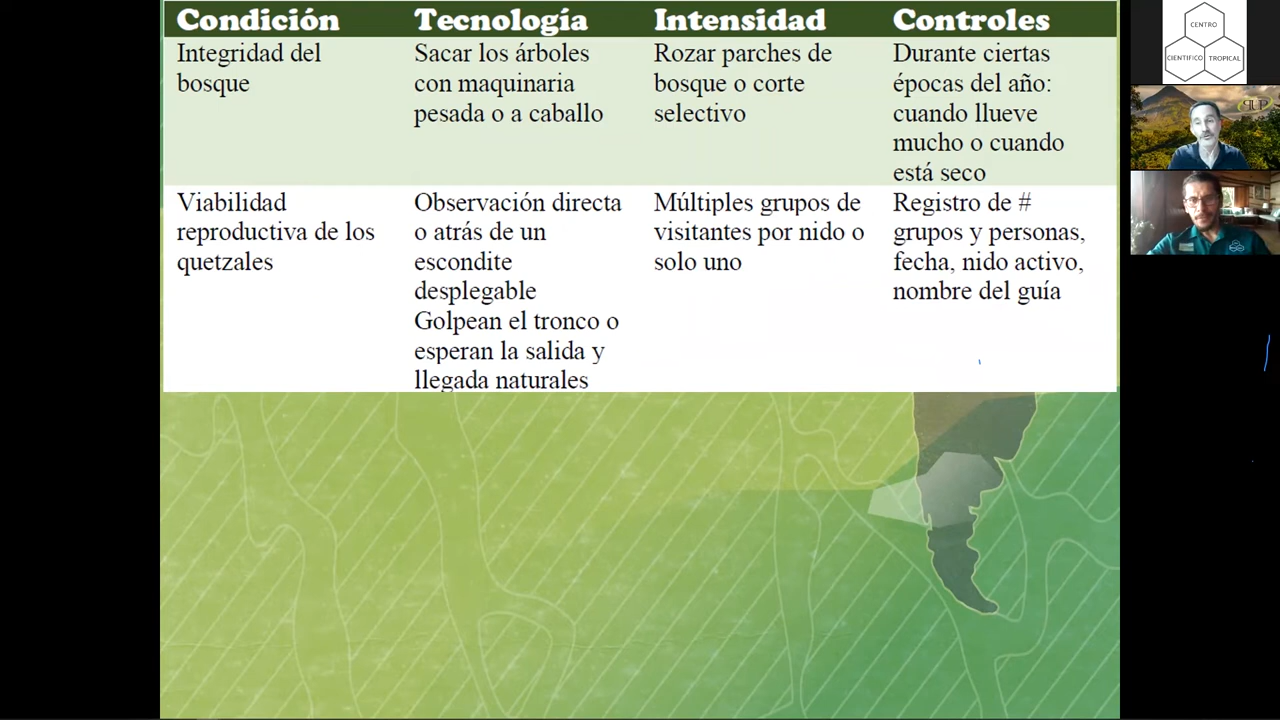 Condición Tecnología Intensidad Controles
Integridad del
bosque
Sacar los árboles
con maquinaria
pesada o a caballo
Rozar parches de
bosque o corte
selectivo
Durante ciertas
épocas del año:
cuando llueve
mucho o cuando
está seco
Viabilidad
reproductiva de los
quetzales
Observación directa
o atrás de un
escondite
desplegable
Golpean el tronco o
esperan la salida y
llegada naturales
Múltiples grupos de
visitantes por nido o
solo uno
Registro de #
grupos y personas,
fecha, nido activo,
nombre del guía
CENTRO
CIENTIFICO TROPICAL